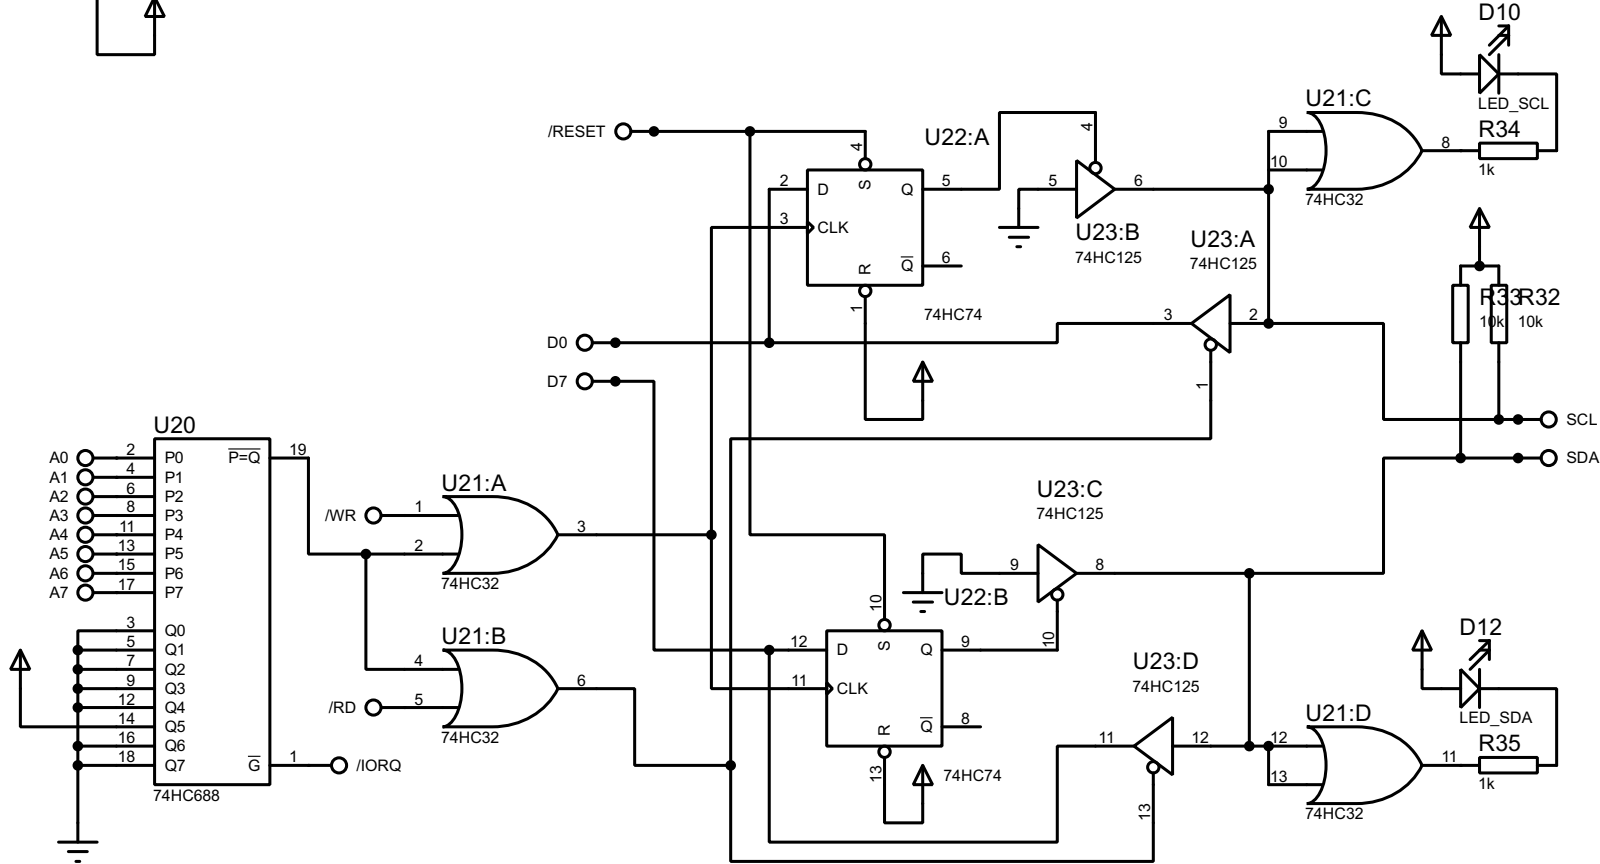 D10
LED_SCL
U21:C
9
10
8
74HC32
R34
1k
/RESET
U22:A
4
2
D
S
Q
5
3
CLK
R
Q
6
1
74HC74
4
5
6
U23:B
74HC125
U23:A
74HC125
3
2
1
R33
10k
R32
10k
D0
D7
SCL
SDA
U20
A0
2
P0
P=Q
19
A1
4
P1
A2
6
P2
A3
8
P3
A4
11
P4
A5
13
P5
A6
15
P6
A7
17
P7
3
Q0
5
Q1
7
Q2
9
Q3
12
Q4
14
Q5
16
Q6
18
Q7
G
1
/IORQ
74HC688
U21:A
/WR
1
2
3
74HC32
U21:B
4
/RD
5
6
74HC32
U23:C
74HC125
9
8
10
U22:B
10
12
D
S
Q
9
11
CLK
R
Q
8
13
74HC74
U23:D
74HC125
11
12
13
U21:D
12
13
11
74HC32
D12
LED_SDA
R35
1k